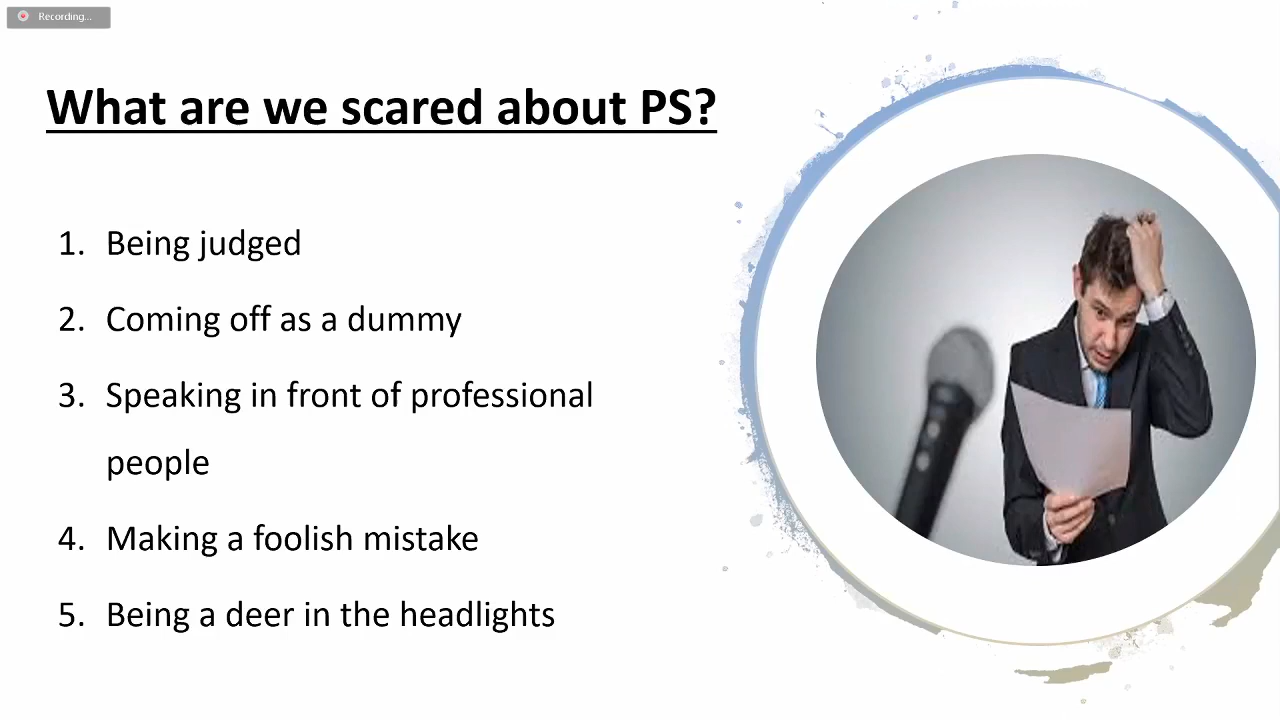 Recording...
What are we scared about PS?
1. Being judged
2. Coming off as a dummy
3. Speaking in front of professional
people
4. Making a foolish mistake
5. Being a deer in the headlights